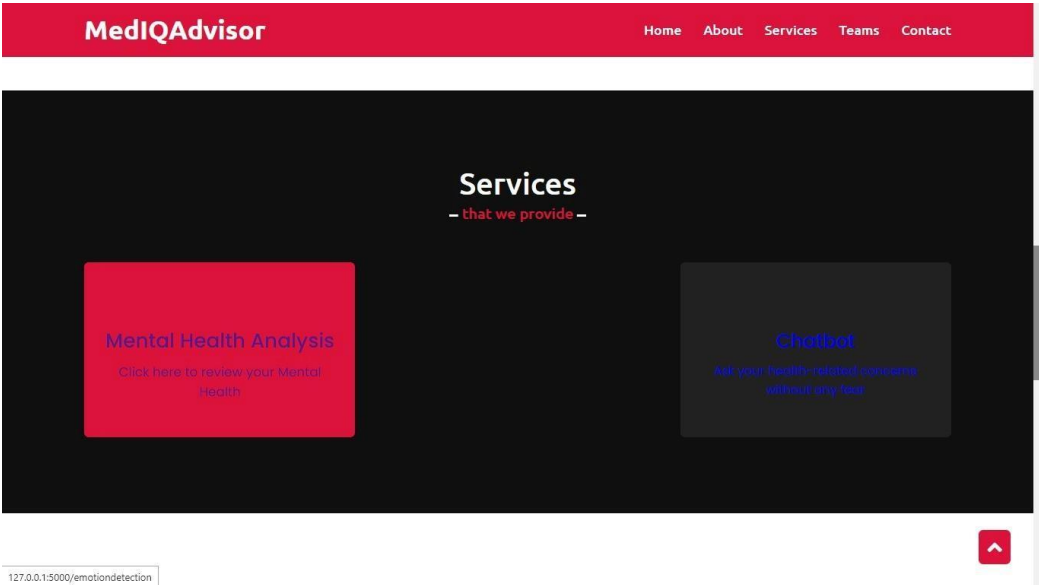 MedIQAdvisor
Home About Services Teams Contact
Services
– that we provide –
Mental Health Analysis
Click here to review your Mental
Health
Chatbot
Ask your health-related concerns
without any fear
127.0.0.1:5000/emotiondetection